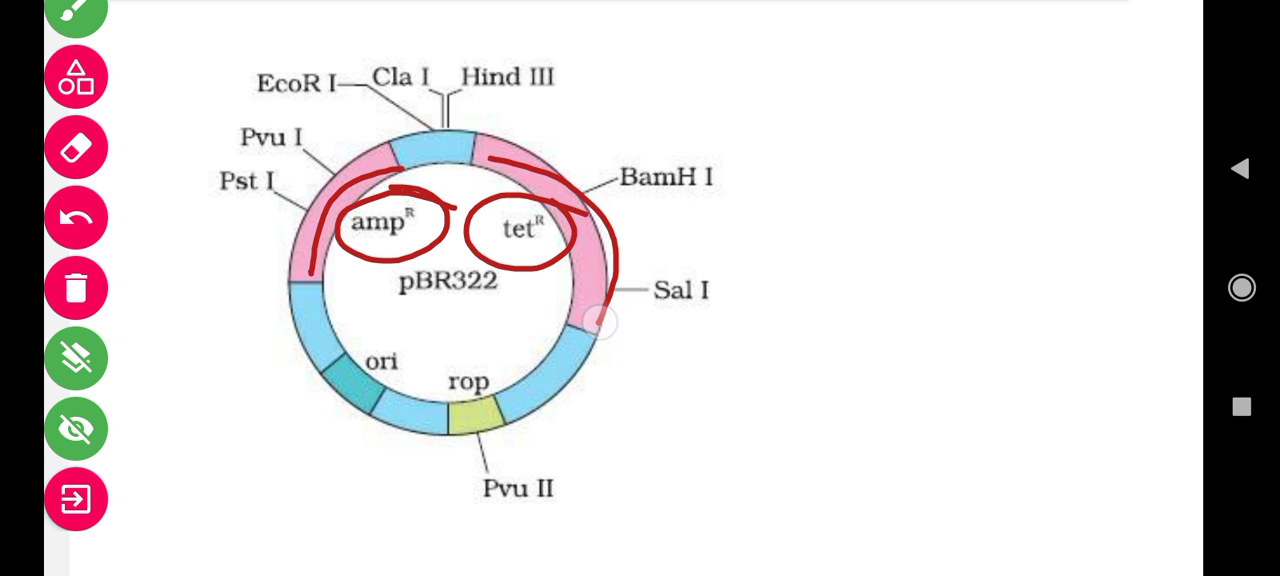 EcoR I
Cla I
Hind III
Pvu I
Pst I
BamH I
amp^R
tet^R
pBR322
Sal I
ori
rop
Pvu II